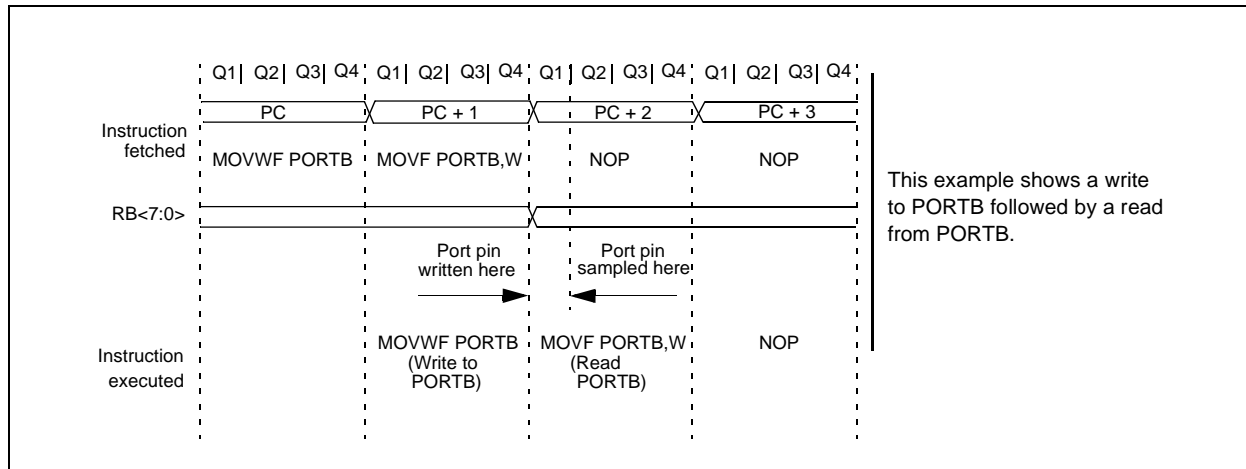 Q1| Q2| Q3| Q4 Q1| Q2| Q3| Q4 Q1| Q2| Q3| Q4 Q1| Q2| Q3| Q4
PC PC + 1 PC + 2 PC + 3
Instruction
fetched
MOVWF PORTB MOVF PORTB,W NOP NOP
This example shows a write
to PORTB followed by a read
from PORTB.
RB<7:0>
Port pin
written here
Port pin
sampled here
Instruction
executed
MOVWF PORTB
(Write to
PORTB)
MOVF PORTB,W
(Read
PORTB)
NOP